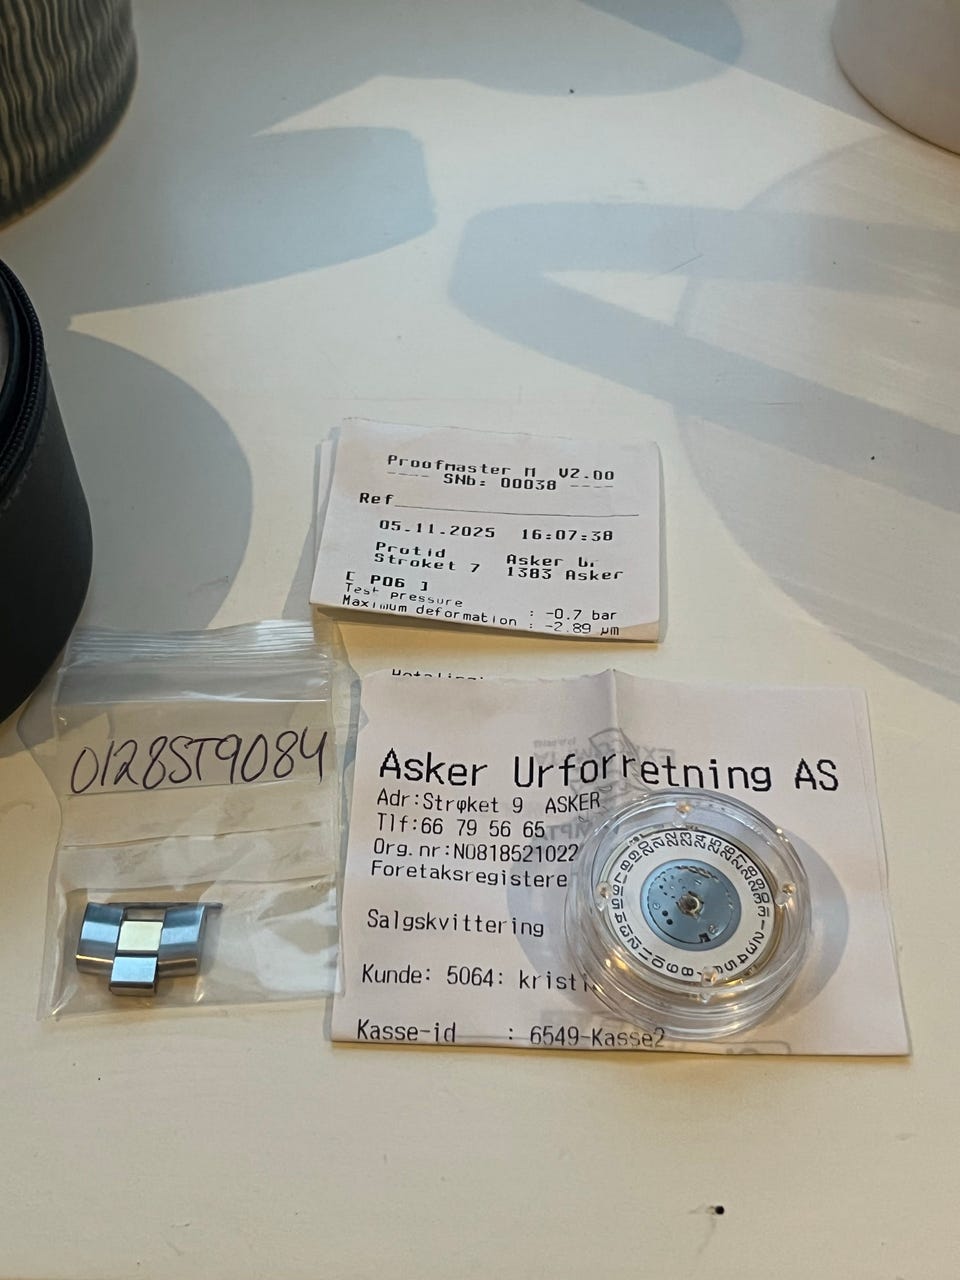 Proofmaster M V2.00
---- SNb: 00038 ----
Ref
05.11.2025 16:07:38
Protid Asker Ur
Stroket 7 1383 Asker
[ P06 ]
Test pressure : -0.7 bar
Maximum deformation : -2.89 µm
0128ST9084
Asker Urforretning AS
Adr:Strøket 9 ASKER
Tlf:66 79 56 65
Org.nr:NO818521022
Foretaksregistere
Salgskvittering
Kunde: 5064: kristi
Kasse-id : 6549-Kasse2